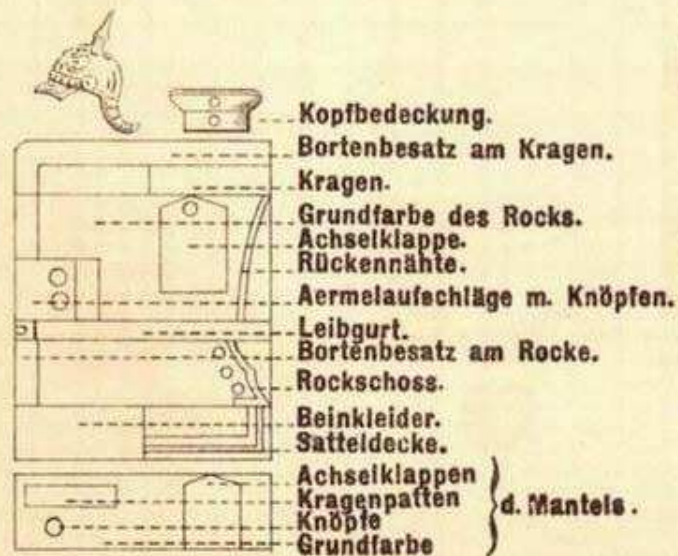 Kopfbedeckung.
Bortenbesatz am Kragen.
Kragen.
Grundfarbe des Rocks.
Achselklappe.
Rückennähte.
Aermelaufschläge m. Knöpfen.
Leibgurt.
Bortenbesatz am Rocke.
Rockschoss.
Beinkleider.
Satteldecke.
Achselklappen
Kragenpatten
Knöpfe
Grundfarbe
d. Mantels.